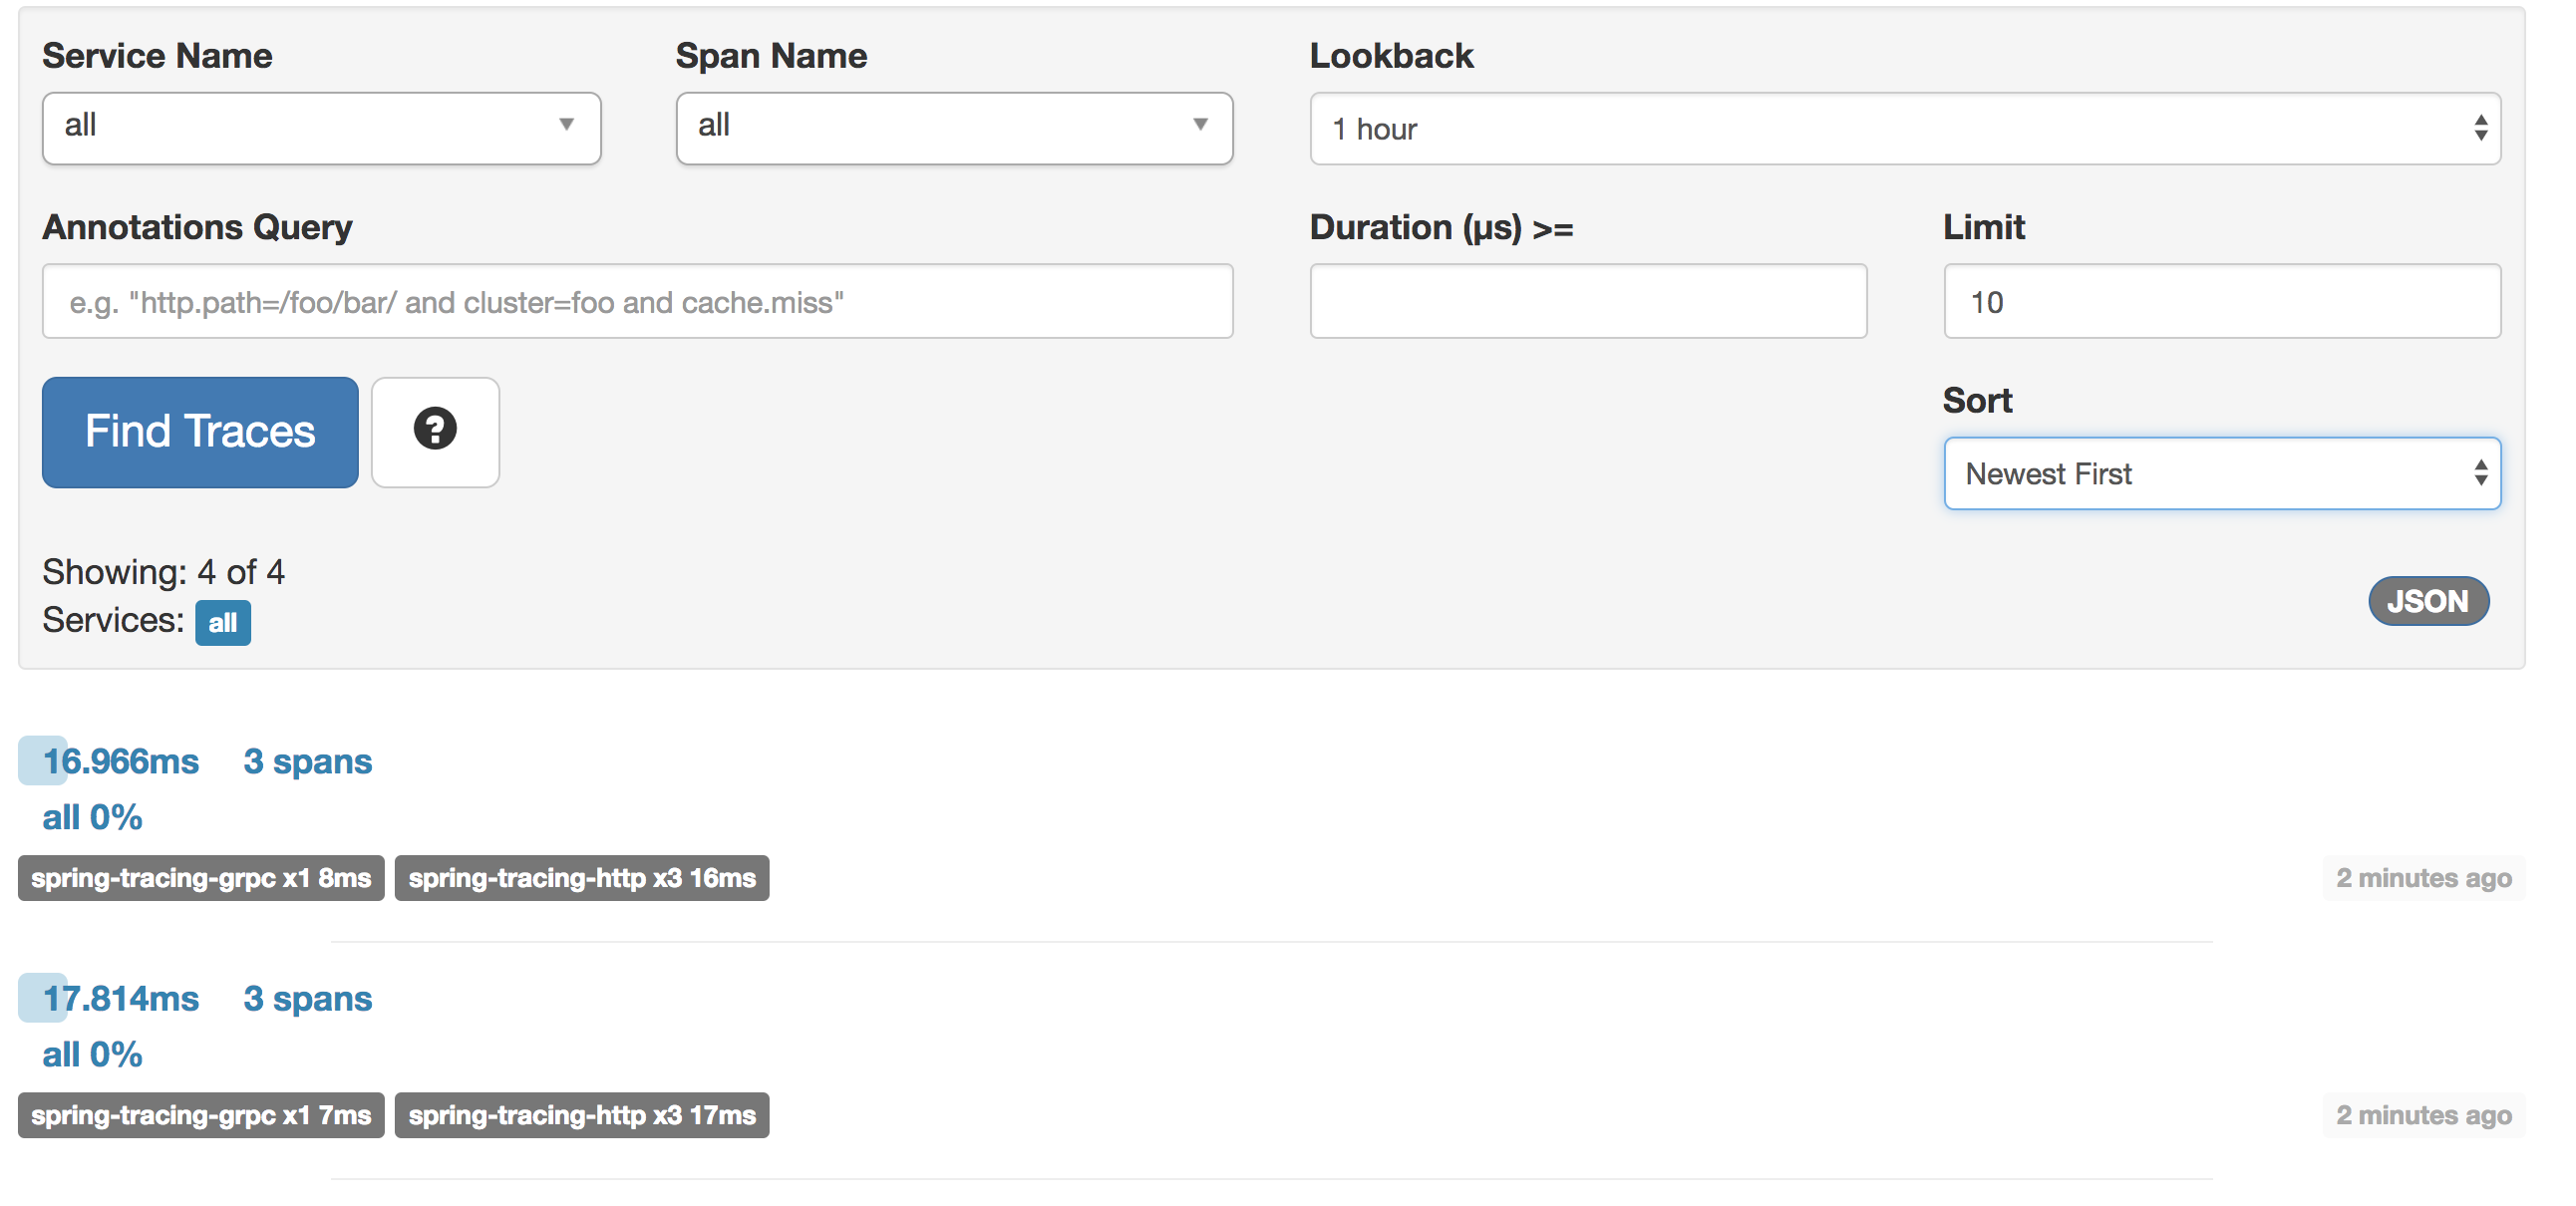 Service Name
Span Name
Lookback
all
all
1 hour
Annotations Query
Duration (µs) >=
Limit
e.g. "http.path=/foo/bar/ and cluster=foo and cache.miss"
10
Find Traces
?
Sort
Newest First
Showing: 4 of 4
Services: all
JSON
16.966ms 3 spans
all 0%
spring-tracing-grpc x1 8ms spring-tracing-http x3 16ms
2 minutes ago
17.814ms 3 spans
all 0%
spring-tracing-grpc x1 7ms spring-tracing-http x3 17ms
2 minutes ago